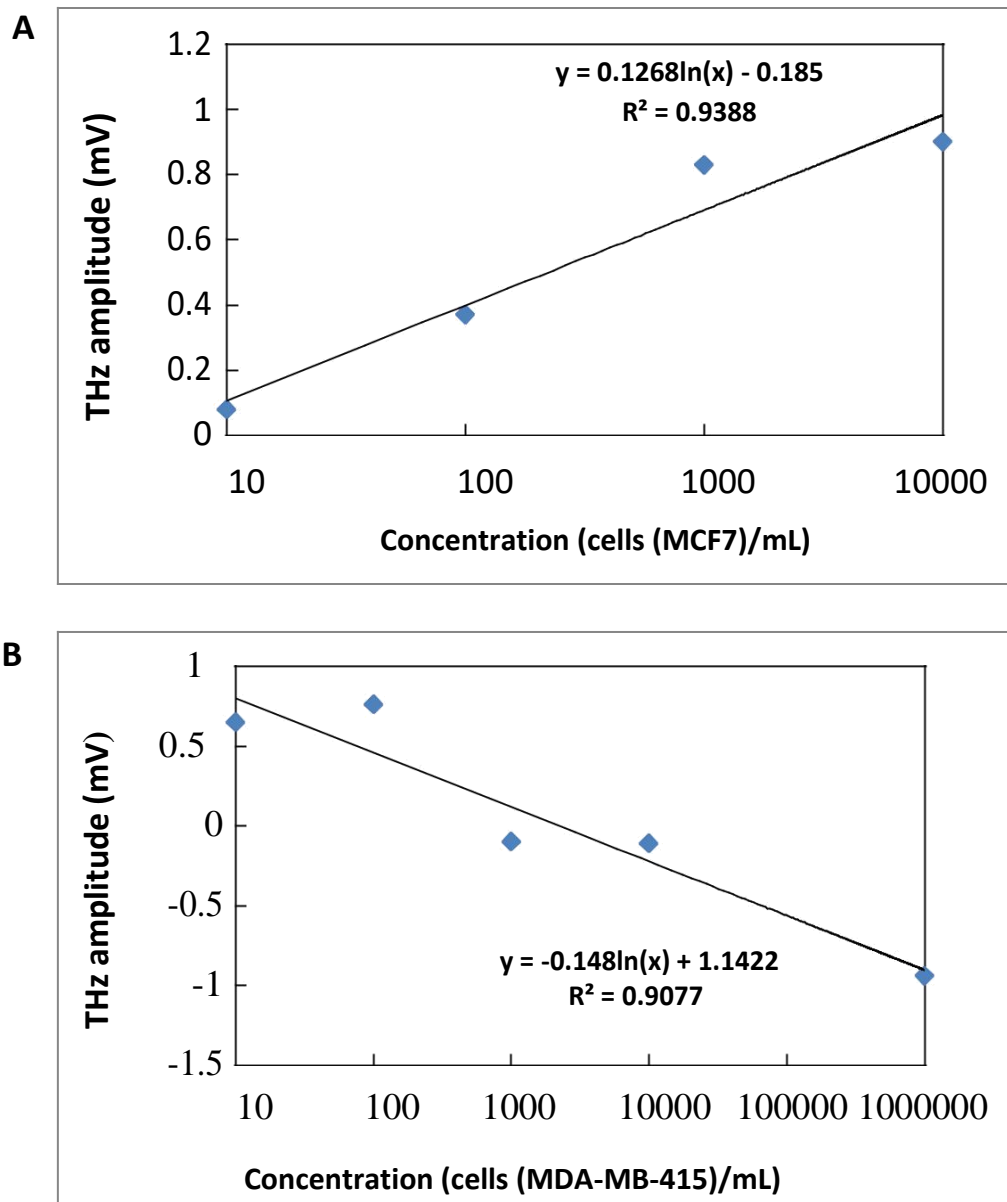 A
1.2
1
0.8
0.6
0.4
0.2
0
THz amplitude (mV)
y = 0.1268ln(x) - 0.185
R² = 0.9388
10 100 1000 10000
Concentration (cells (MCF7)/mL)
B
1
0.5
0
-0.5
-1
-1.5
THz amplitude (mV)
y = -0.148ln(x) + 1.1422
R² = 0.9077
10 100 1000 10000 100000 1000000
Concentration (cells (MDA-MB-415)/mL)